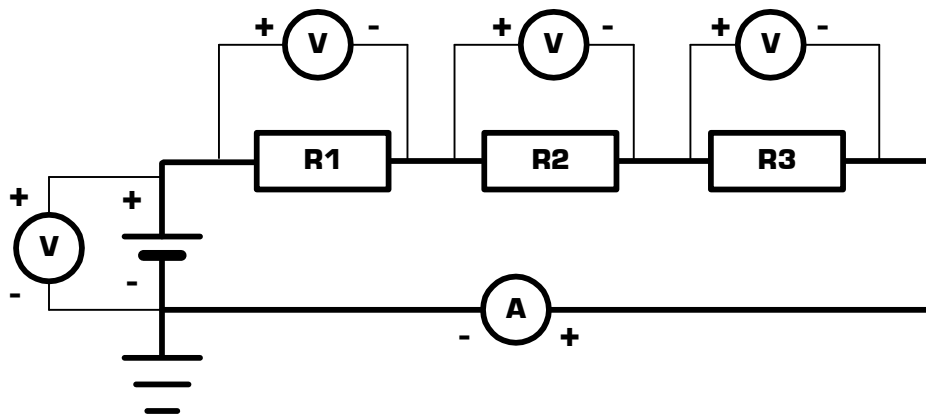 + V - + V - + V -
R1 R2 R3
+ +
V
- -
A
- +